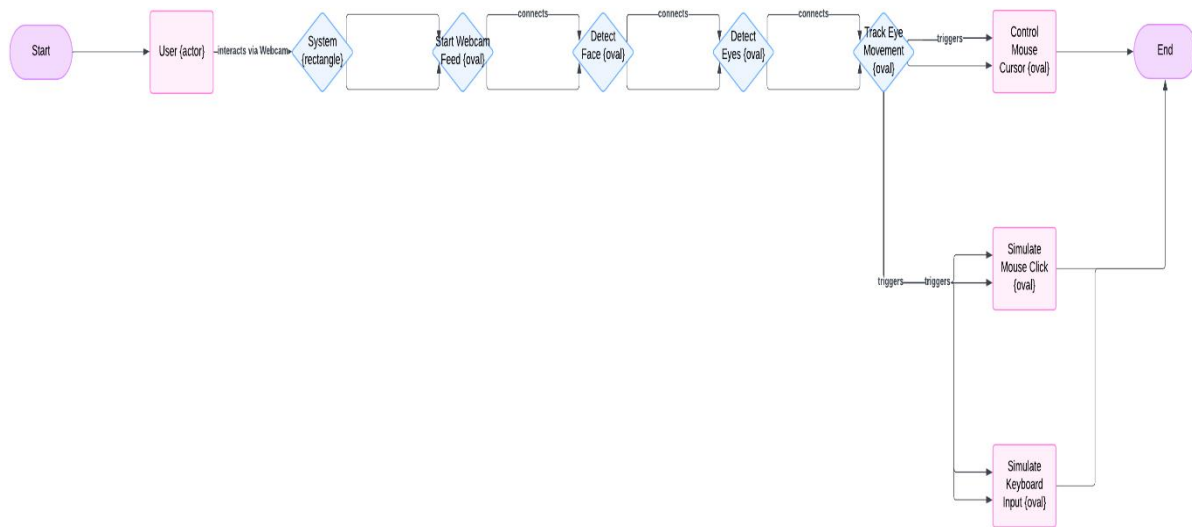 Start
User {actor}
interacts via Webcam
System
{rectangle}
Start Webcam
Feed {oval}
connects
Detect
Face {oval}
connects
Detect
Eyes {oval}
connects
Track Eye
Movement
{oval}
triggers
Control
Mouse
Cursor {oval}
End
triggers
triggers
Simulate
Mouse Click
{oval}
Simulate
Keyboard
Input {oval}